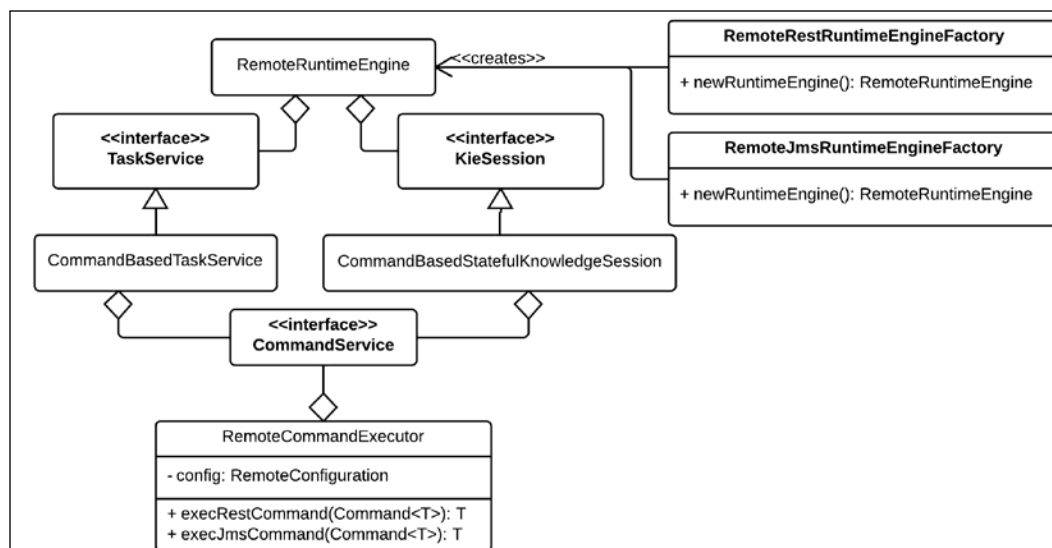 RemoteRuntimeEngine
<<creates>>
RemoteRestRuntimeEngineFactory
+ newRuntimeEngine(): RemoteRuntimeEngine
<<interface>>
TaskService
<<interface>>
KieSession
RemoteJmsRuntimeEngineFactory
+ newRuntimeEngine(): RemoteRuntimeEngine
CommandBasedTaskService
CommandBasedStatefulKnowledgeSession
<<interface>>
CommandService
RemoteCommandExecutor
- config: RemoteConfiguration
+ execRestCommand(Command<T>): T
+ execJmsCommand(Command<T>): T